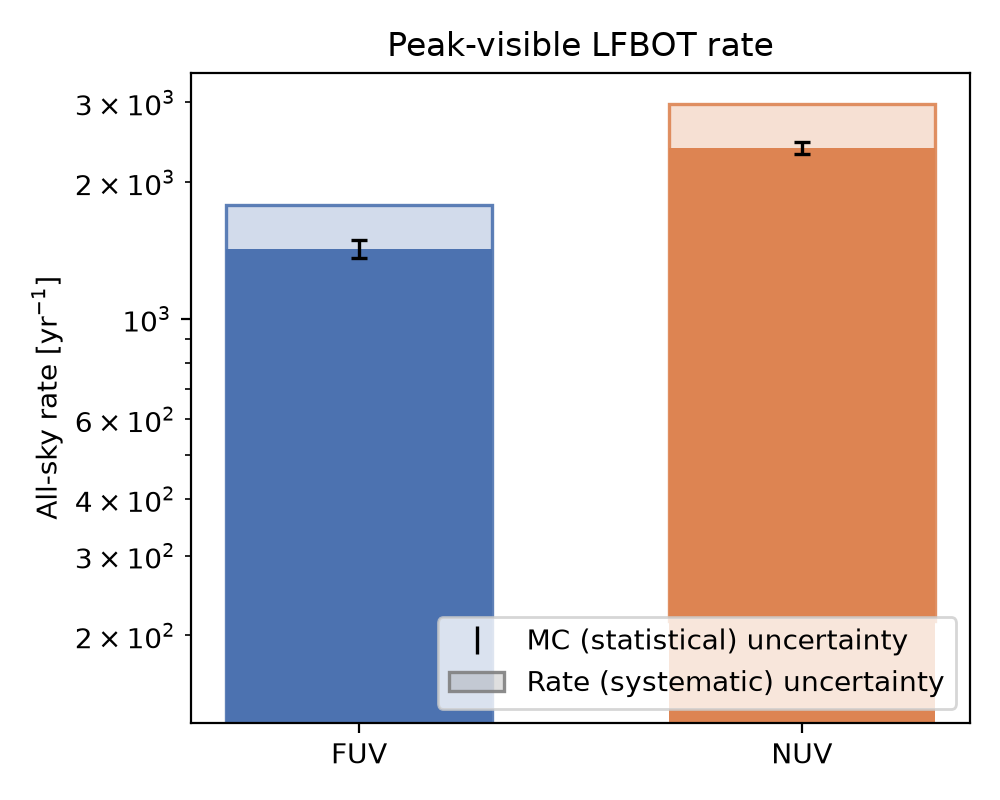 Peak-visible LFBOT rate
All-sky rate [yr⁻¹]
3 × 10³
2 × 10³
10³
6 × 10²
4 × 10²
3 × 10²
2 × 10²
MC (statistical) uncertainty
Rate (systematic) uncertainty
FUV
NUV